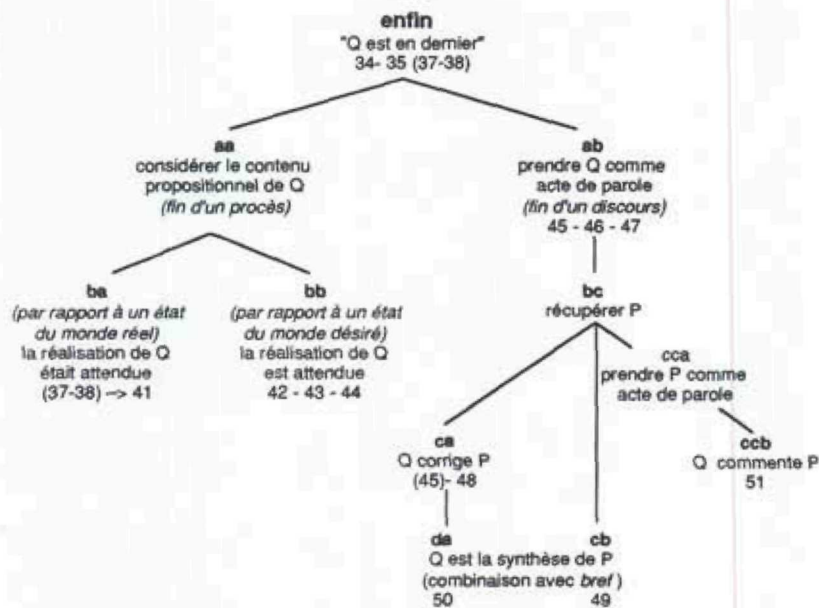 enfin
"Q est en dernier"
34- 35 (37-38)
aa
considérer le contenu
propositionnel de Q
(fin d'un procès)
ab
prendre Q comme
acte de parole
(fin d'un discours)
45 - 46 - 47
ba
(par rapport à un état
du monde réel)
la réalisation de Q
était attendue
(37-38) --> 41
bb
(par rapport à un état
du monde désiré)
la réalisation de Q
est attendue
42 - 43 - 44
bc
récupérer P
cca
prendre P comme
acte de parole
ca
Q corrige P
(45)- 48
ccb
Q commente P
51
da cb
Q est la synthèse de P
(combinaison avec bref )
50 49